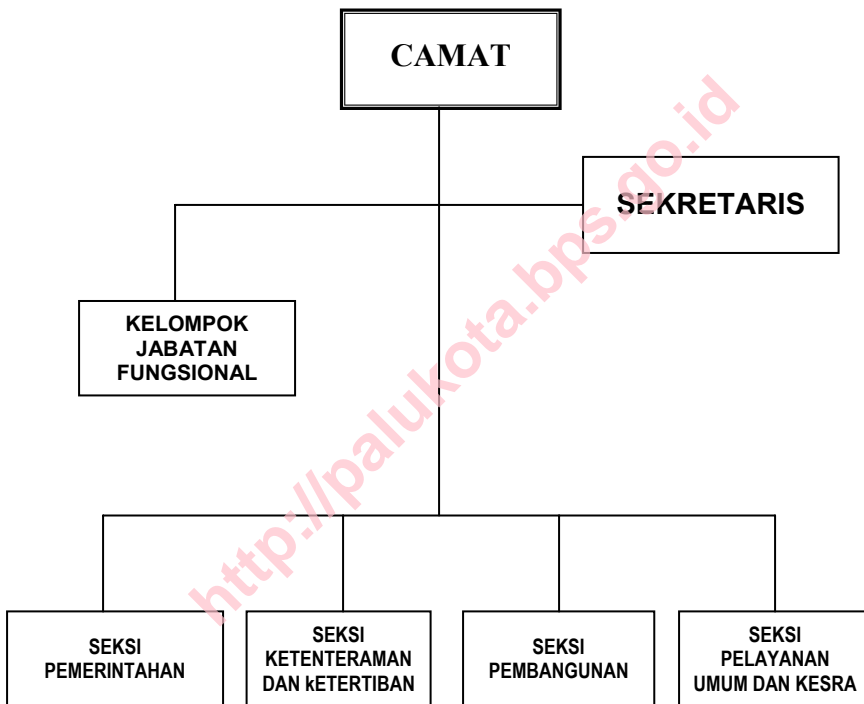 CAMAT
SEKRETARIS
KELOMPOK
JABATAN
FUNGSIONAL
http://palukota.bps.go.id
SEKSI
PEMERINTAHAN
SEKSI
KETENTERAMAN
DAN kETERTIBAN
SEKSI
PEMBANGUNAN
SEKSI
PELAYANAN
UMUM DAN KESRA